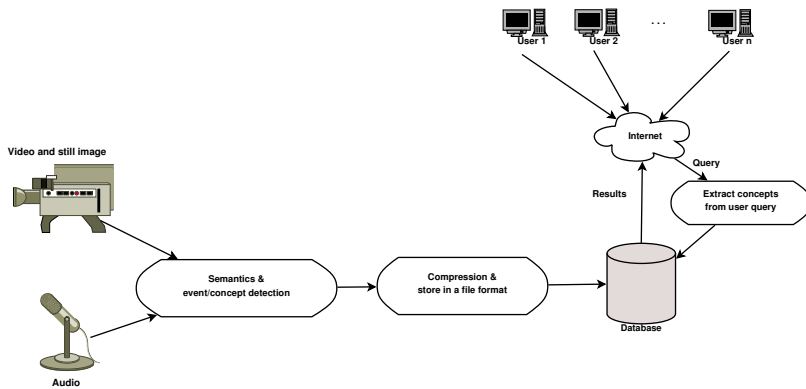 User 1
User 2
...
User n
Internet
Video and still image
Query
Results
Extract concepts
from user query
Semantics &
event/concept detection
Compression &
store in a file format
Database
Audio